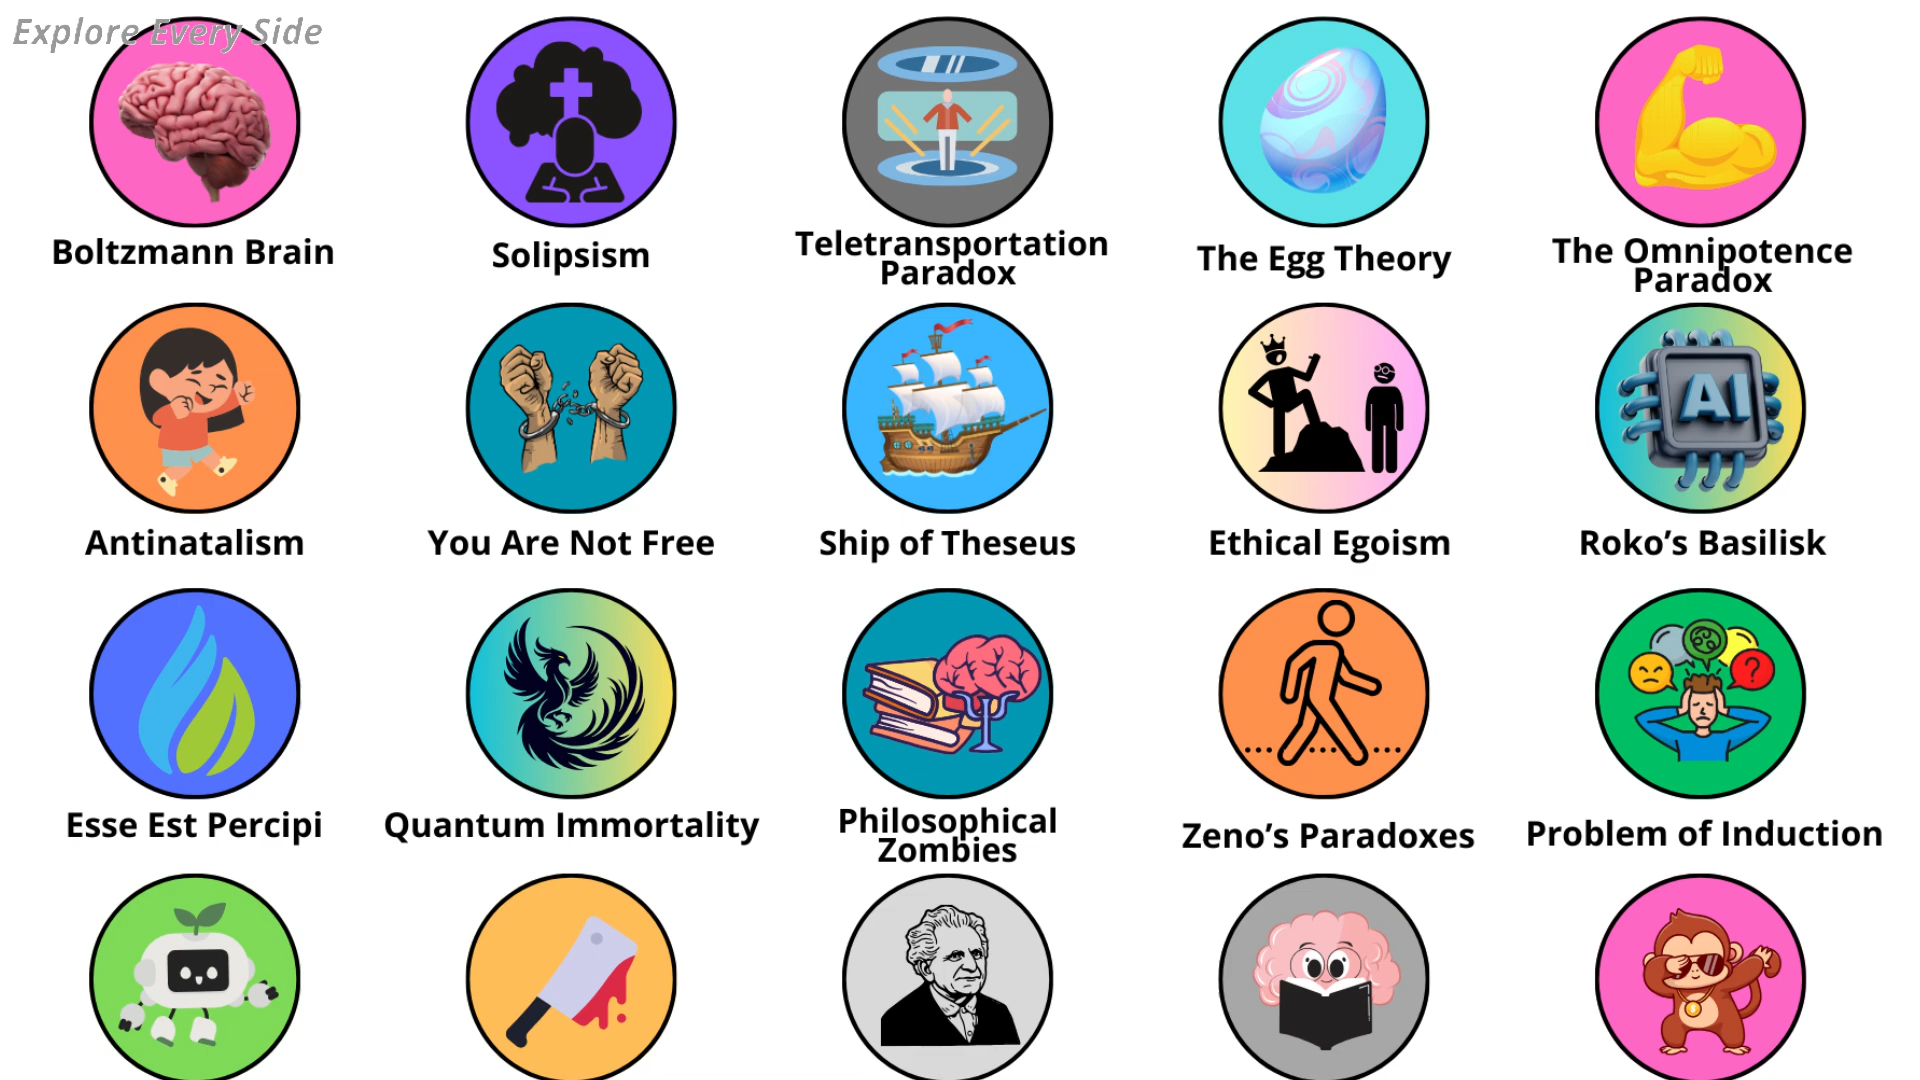 Explore Every Side
Boltzmann Brain
Solipsism
Teletransportation
Paradox
The Egg Theory
The Omnipotence
Paradox
Antinatalism
You Are Not Free
Ship of Theseus
Ethical Egoism
AI
Roko’s Basilisk
Esse Est Percipi
Quantum Immortality
Philosophical
Zombies
Zeno’s Paradoxes
?
Problem of Induction